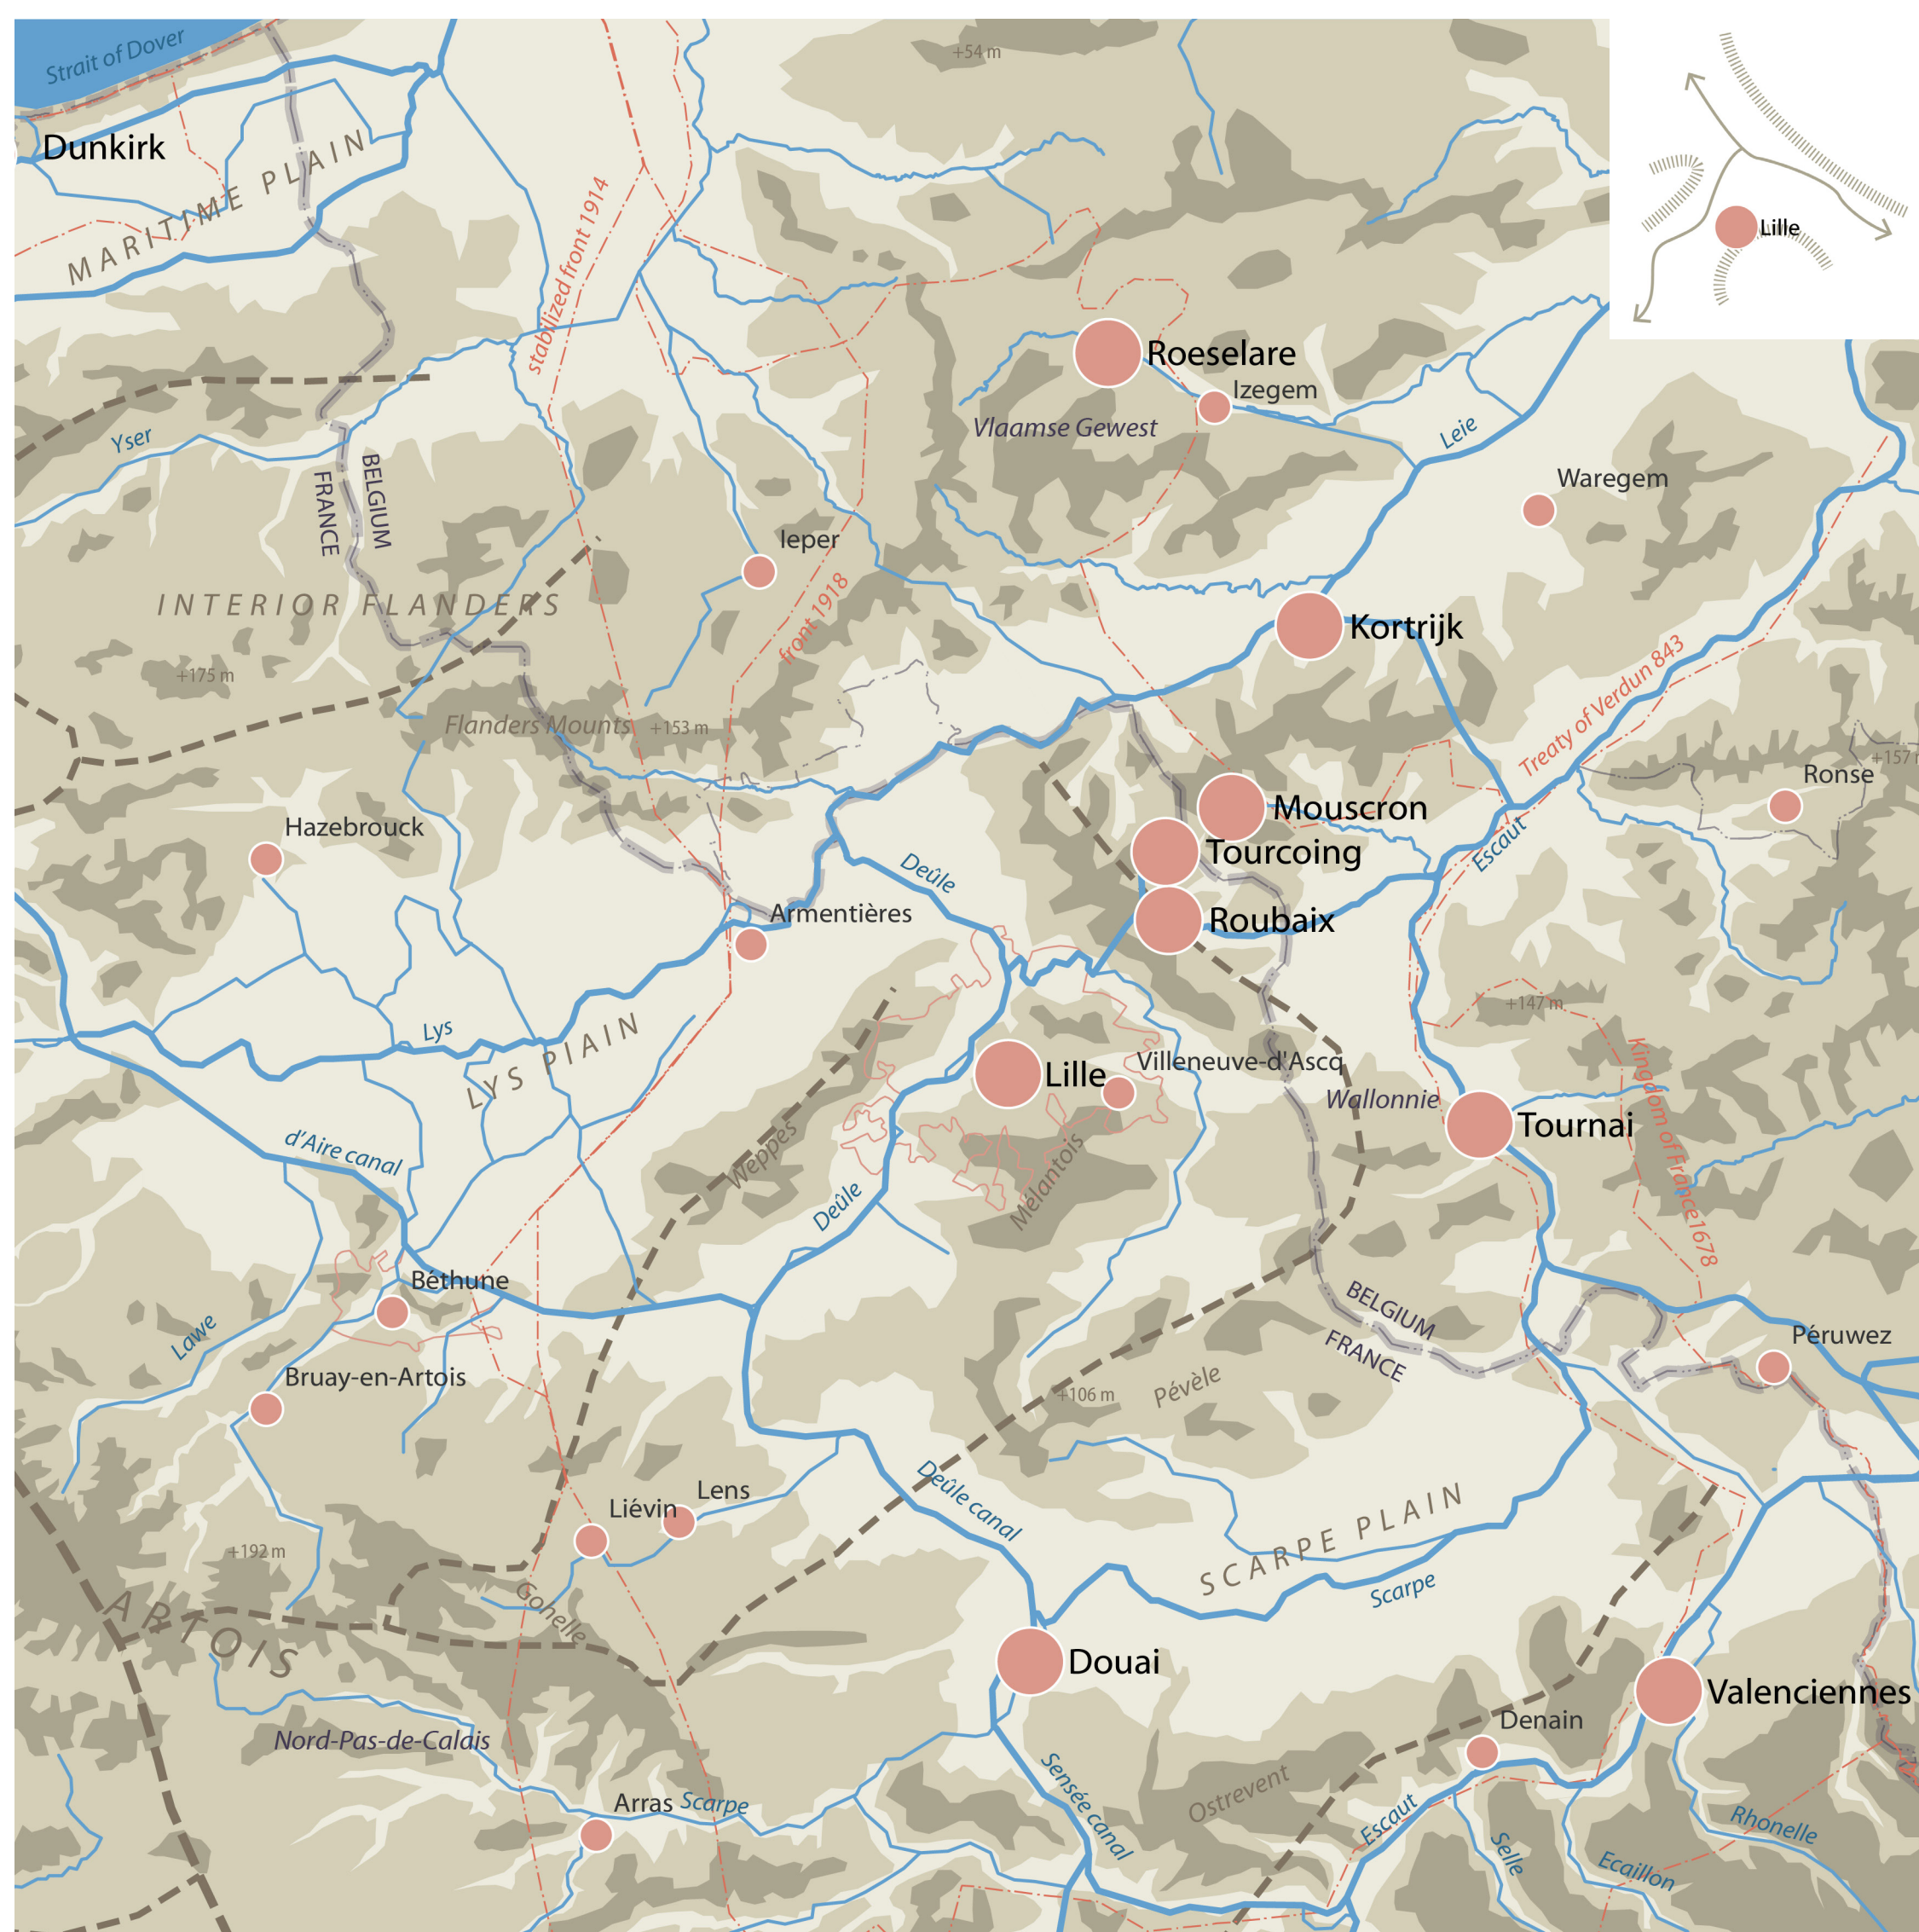 Strait of Dover
+54 m
Dunkirk
MARITIME PLAIN
Lille
stabilized front 1914
Roeselare
Izegem
Vlaamse Gewest
Leie
Yser
BELGIUM
FRANCE
Waregem
Ieper
INTERIOR FLANDERS
front 1918
Kortrijk
+175 m
Flanders Mounts
+153 m
Treaty of Verdun 843
+157 m
Ronse
Mouscron
Hazebrouck
Tourcoing
Escaut
Deûle
Armentières
Roubaix
+147 m
Lys
LYS PlAIN
Lille
Villeneuve-d'Ascq
Wallonnie
Kingdom of France1678
Tournai
d'Aire canal
Weppes
Mélantois
Deûle
Béthune
BELGIUM
FRANCE
Lawe
Péruwez
Bruay-en-Artois
+106 m
Pévèle
Deûle canal
Lens
Liévin
SCARPE PLAIN
+192 m
Scarpe
Gohelle
ARTOIS
Douai
Valenciennes
Denain
Nord-Pas-de-Calais
Sensée canal
Ostrevent
Arras
Scarpe
Escaut
Selle
Ecaillon
Rhonelle